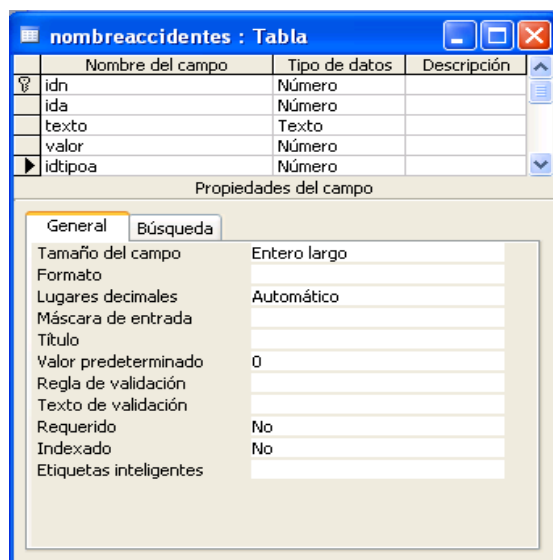 nombreaccidentes : Tabla
Nombre del campo Tipo de datos Descripción
idn Número
ida Número
texto Texto
valor Número
idtipoa Número
Propiedades del campo
General Búsqueda
Tamaño del campo Entero largo
Formato
Lugares decimales Automático
Máscara de entrada
Título
Valor predeterminado 0
Regla de validación
Texto de validación
Requerido No
Indexado No
Etiquetas inteligentes